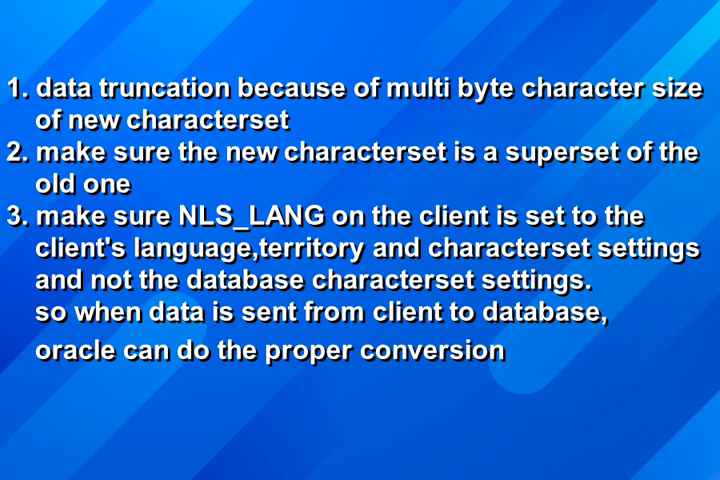 1. data truncation because of multi byte character size
of new characterset
2. make sure the new characterset is a superset of the
old one
3. make sure NLS_LANG on the client is set to the
client's language,territory and characterset settings
and not the database characterset settings.
so when data is sent from client to database,
oracle can do the proper conversion